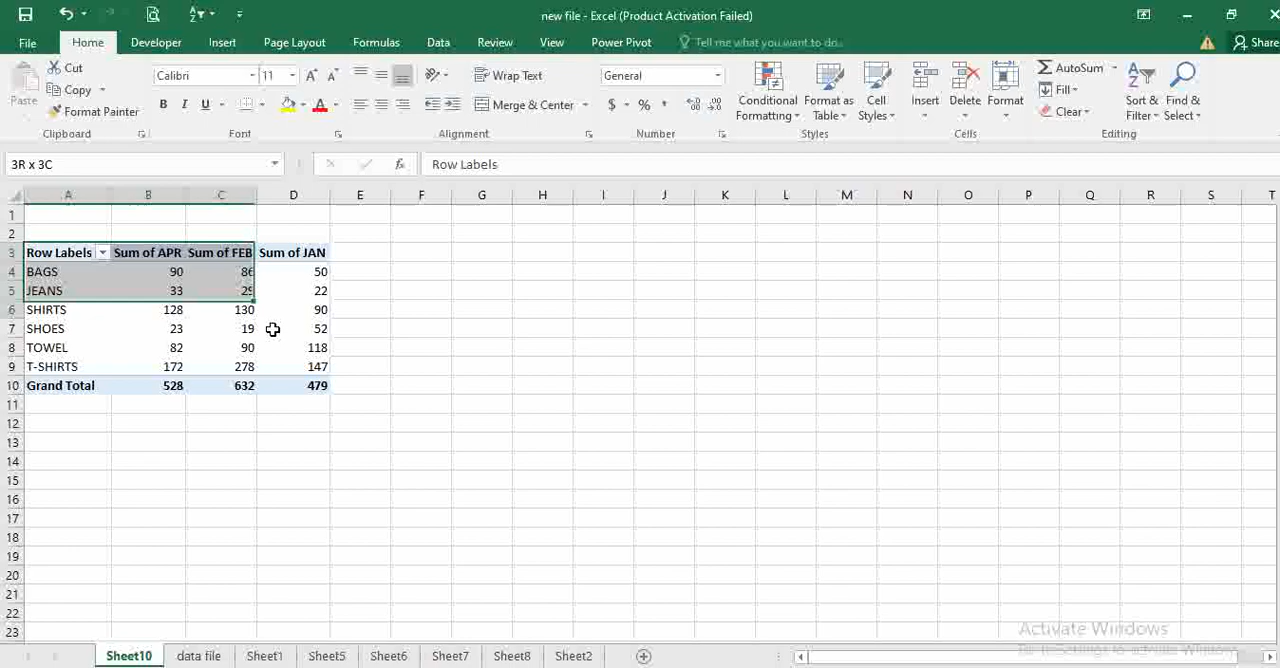 new file - Excel (Product Activation Failed)
File Home Developer Insert Page Layout Formulas Data Review View Power Pivot Tell me what you want to do... Share
Paste
Cut
Copy
Format Painter
Clipboard
Calibri 11
B I U A
Font
Wrap Text
Merge & Center
Alignment
General
$ % ,
Number
Conditional Formatting
Format as Table
Cell Styles
Styles
Insert Delete Format
Cells
AutoSum
Fill
Clear
Sort & Filter
Find & Select
Editing
3R x 3C fx Row Labels
A B C D E F G H I J K L M N O P Q R S T
1
2
3 Row Labels Sum of APR Sum of FEB Sum of JAN
4 BAGS 90 86 50
5 JEANS 33 29 22
6 SHIRTS 128 130 90
7 SHOES 23 19 52
8 TOWEL 82 90 118
9 T-SHIRTS 172 278 147
10 Grand Total 528 632 479
11
12
13
14
15
16
17
18
19
20
21
22
23
Activate Windows
Sheet10 data file Sheet1 Sheet5 Sheet6 Sheet7 Sheet8 Sheet2